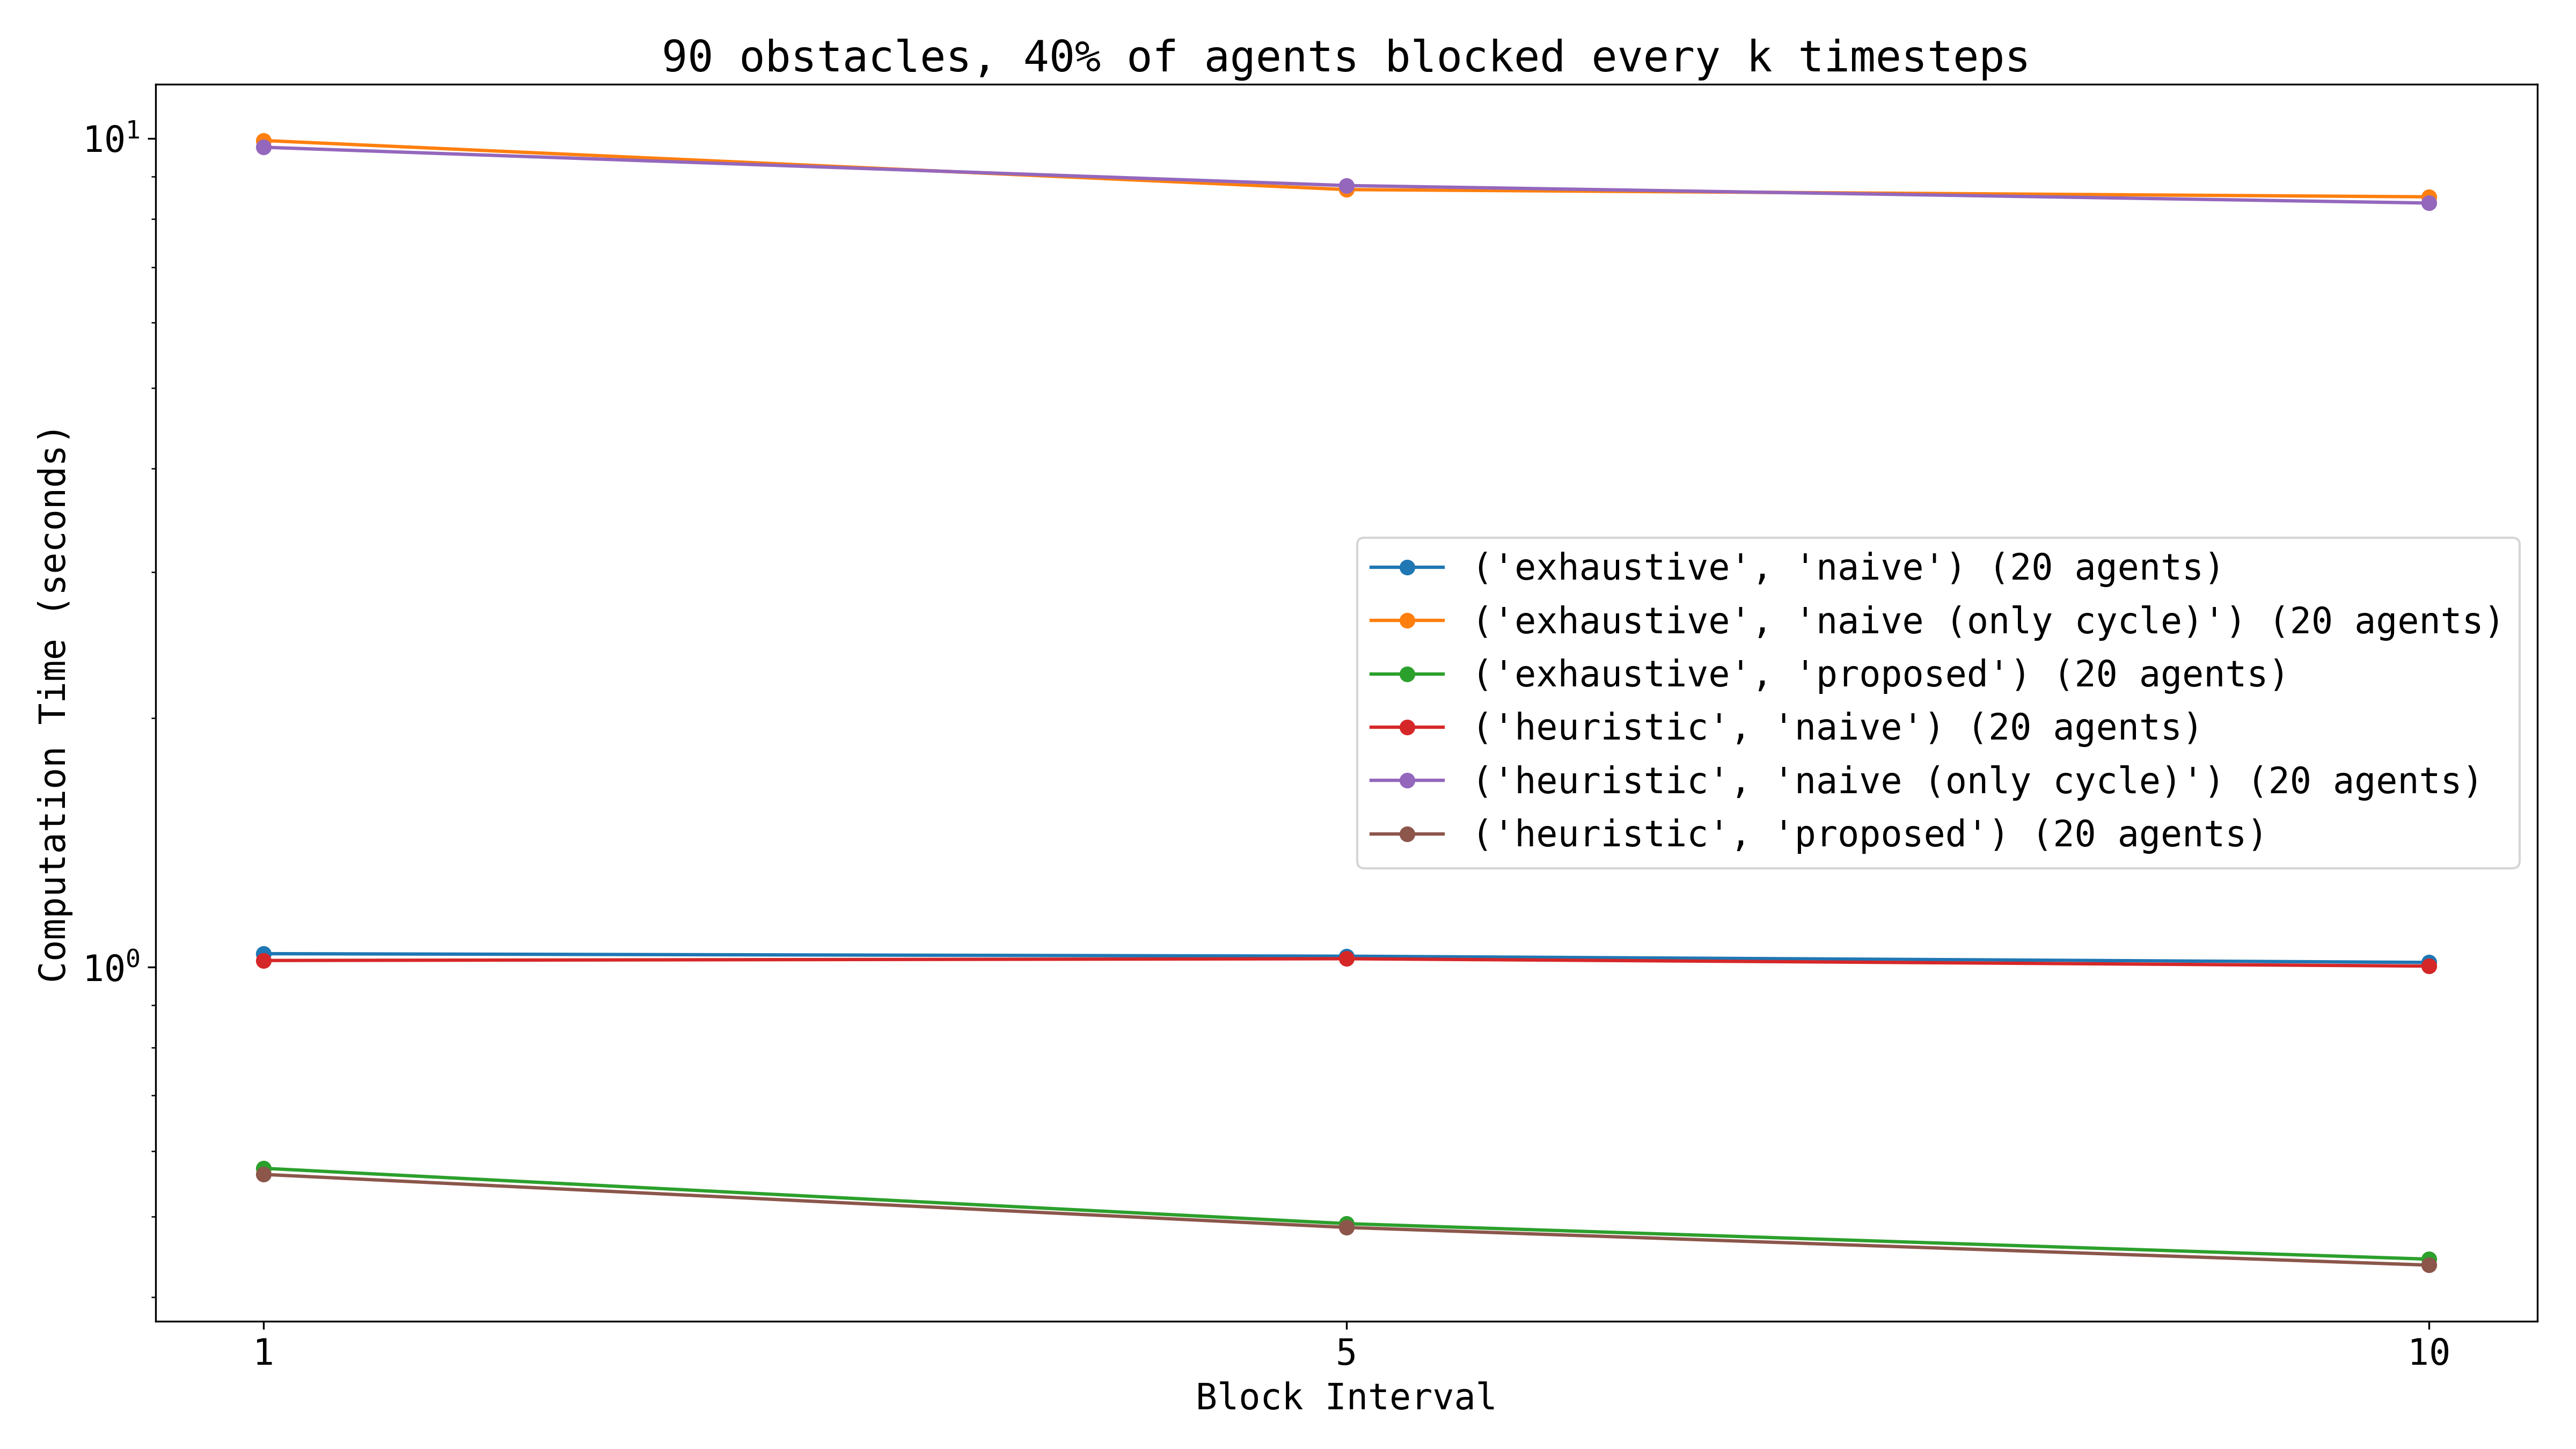 90 obstacles, 40% of agents blocked every k timesteps
10¹
Computation Time (seconds)
('exhaustive', 'naive') (20 agents)
('exhaustive', 'naive (only cycle)') (20 agents)
('exhaustive', 'proposed') (20 agents)
('heuristic', 'naive') (20 agents)
('heuristic', 'naive (only cycle)') (20 agents)
('heuristic', 'proposed') (20 agents)
10⁰
1 5 10
Block Interval